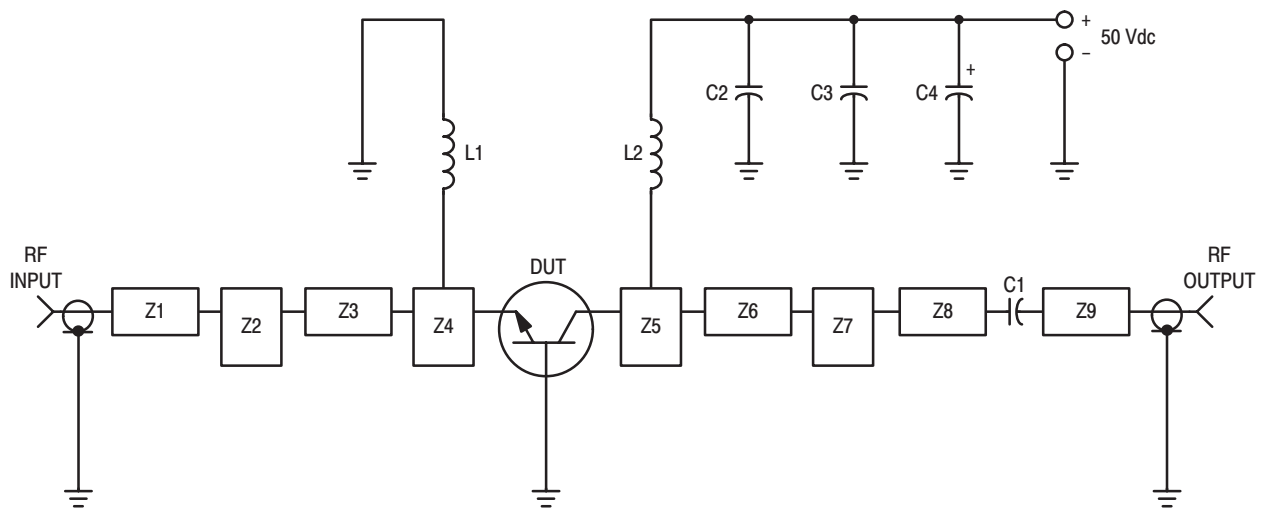 +
50 Vdc
–
+
C2
C3
C4
L1
L2
RF
INPUT
DUT
RF
OUTPUT
C1
Z1
Z2
Z3
Z4
Z5
Z6
Z7
Z8
Z9